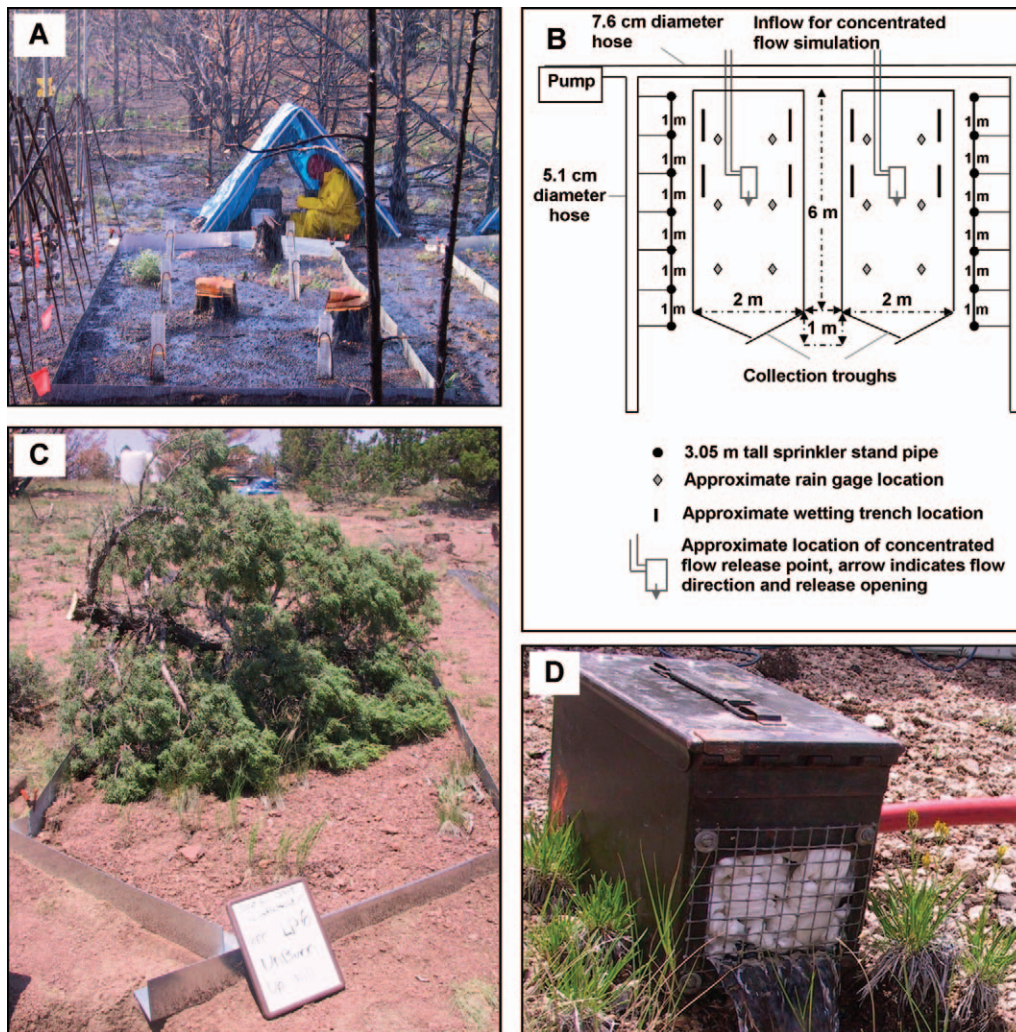 A
B
7.6 cm diameter
hose
Inflow for concentrated
flow simulation
Pump
1 m
1 m
1 m
1 m
1 m
1 m
5.1 cm
diameter
hose
6 m
2 m
2 m
1 m
1 m
1 m
1 m
1 m
1 m
1 m
Collection troughs
3.05 m tall sprinkler stand pipe
Approximate rain gage location
Approximate wetting trench location
Approximate location of concentrated
flow release point, arrow indicates flow
direction and release opening
C
UnBurn
D